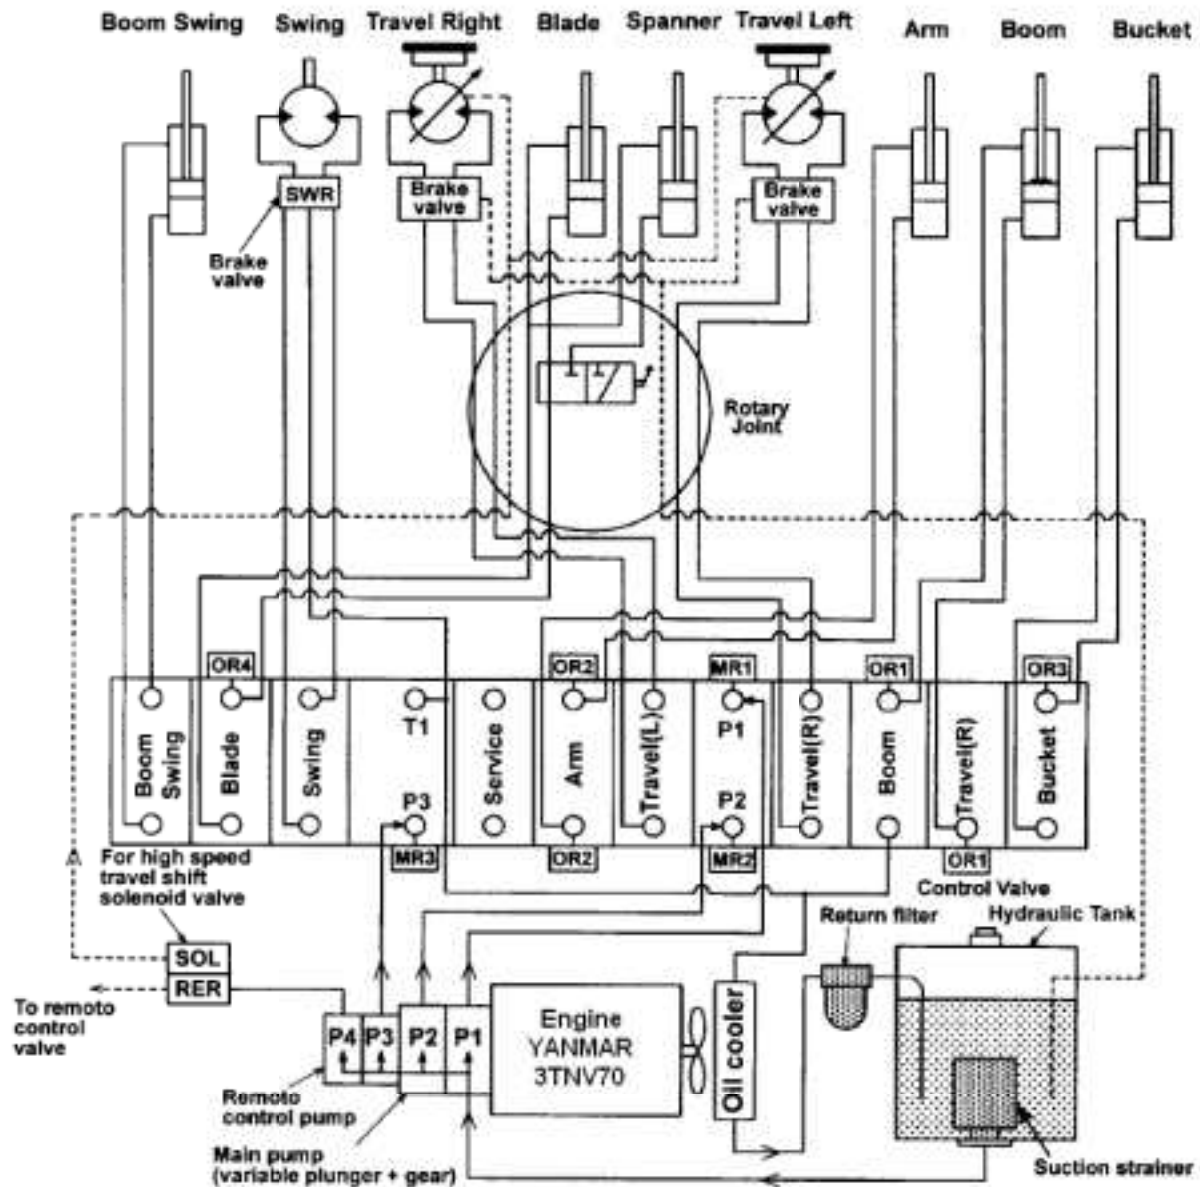 Boom Swing Swing Travel Right Blade Spanner Travel Left Arm Boom Bucket
SWR
Brake
valve
Brake
valve
Brake
valve
Rotary
Joint
OR4 OR2 MR1 OR1 OR3
Boom
Swing
Blade
Swing
T1
P3
Service
Arm
Travel(L)
P1
P2
Travel(R)
Boom
Travel(R)
Bucket
MR3 OR2 MR2 OR1
For high speed
travel shift
solenoid valve
Control Valve
Return filter
Hydraulic Tank
SOL
RER
To remoto
control
valve
P4 P3 P2 P1
Engine
YANMAR
3TNV70
Oil cooler
Remoto
control pump
Main pump
(variable plunger + gear)
Suction strainer